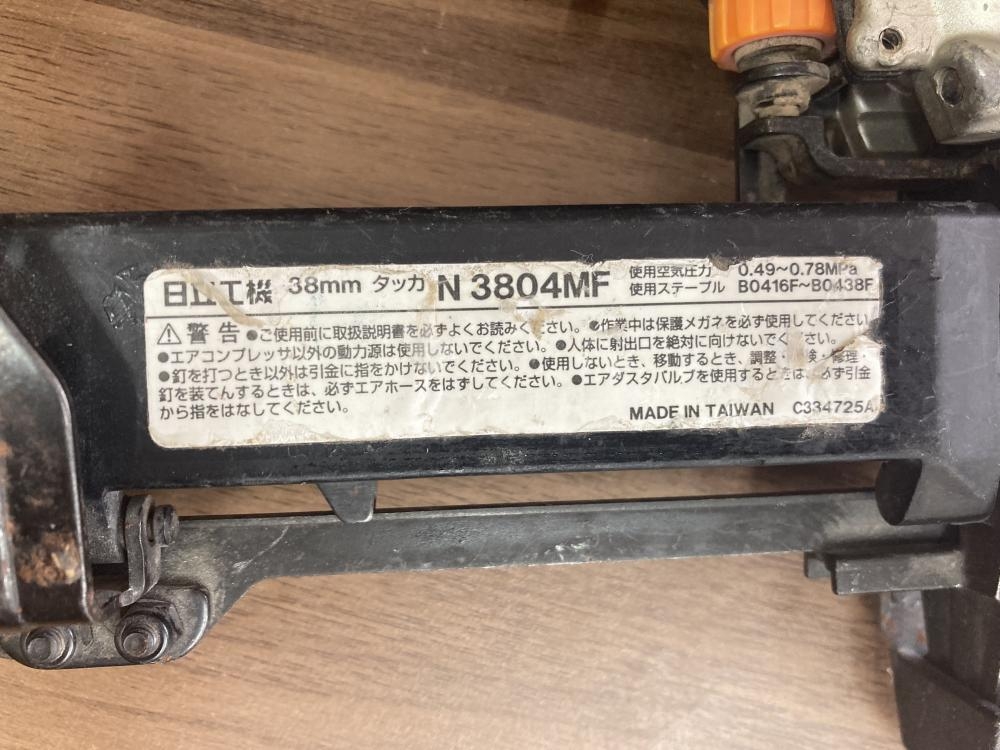 日立工機 38mm タッカ N 3804MF 使用空気圧力 0.49～0.78MPa
使用ステープル B0416F～B0438F
⚠ 警告 ●ご使用前に取扱説明書を必ずよくお読みください。●作業中は保護メガネを必ず使用してください
●エアコンプレッサ以外の動力源は使用しないでください。●人体に射出口を絶対に向けないでください。
●釘を打つとき以外は引金に指をかけないでください。●使用しないとき、移動するとき、調整・検・修理・
釘を装てんするときは、必ずエアホースをはずしてください。●エアダスタバルブを使用するときは、必ず引金
から指をはなしてください。
MADE IN TAIWAN C334725A